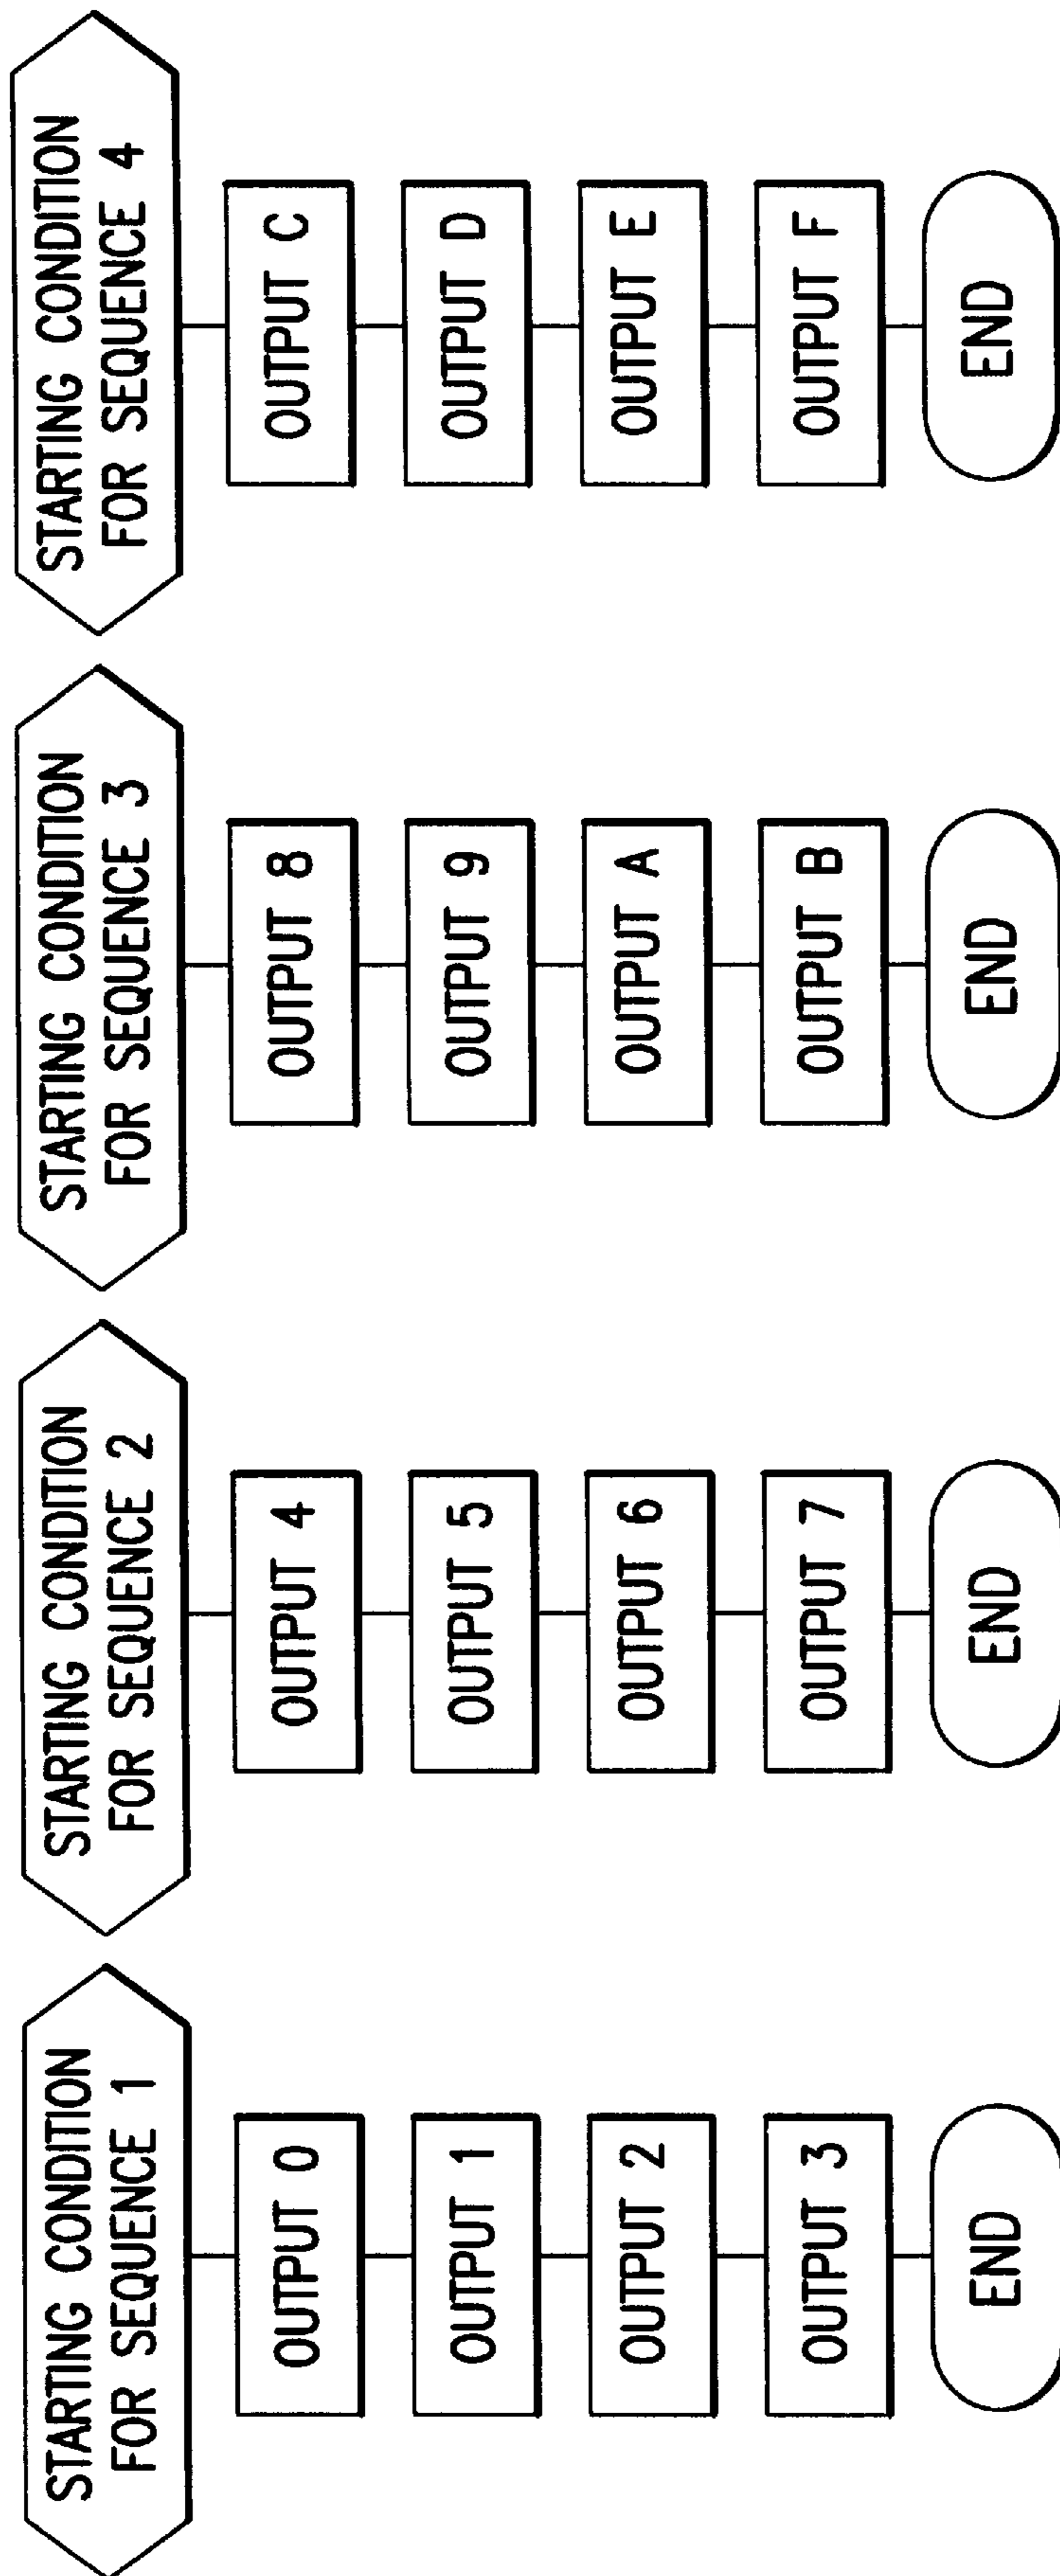 STARTING CONDITION
FOR SEQUENCE 1
OUTPUT 0
OUTPUT 1
OUTPUT 2
OUTPUT 3
END
STARTING CONDITION
FOR SEQUENCE 2
OUTPUT 4
OUTPUT 5
OUTPUT 6
OUTPUT 7
END
STARTING CONDITION
FOR SEQUENCE 3
OUTPUT 8
OUTPUT 9
OUTPUT A
OUTPUT B
END
STARTING CONDITION
FOR SEQUENCE 4
OUTPUT C
OUTPUT D
OUTPUT E
OUTPUT F
END